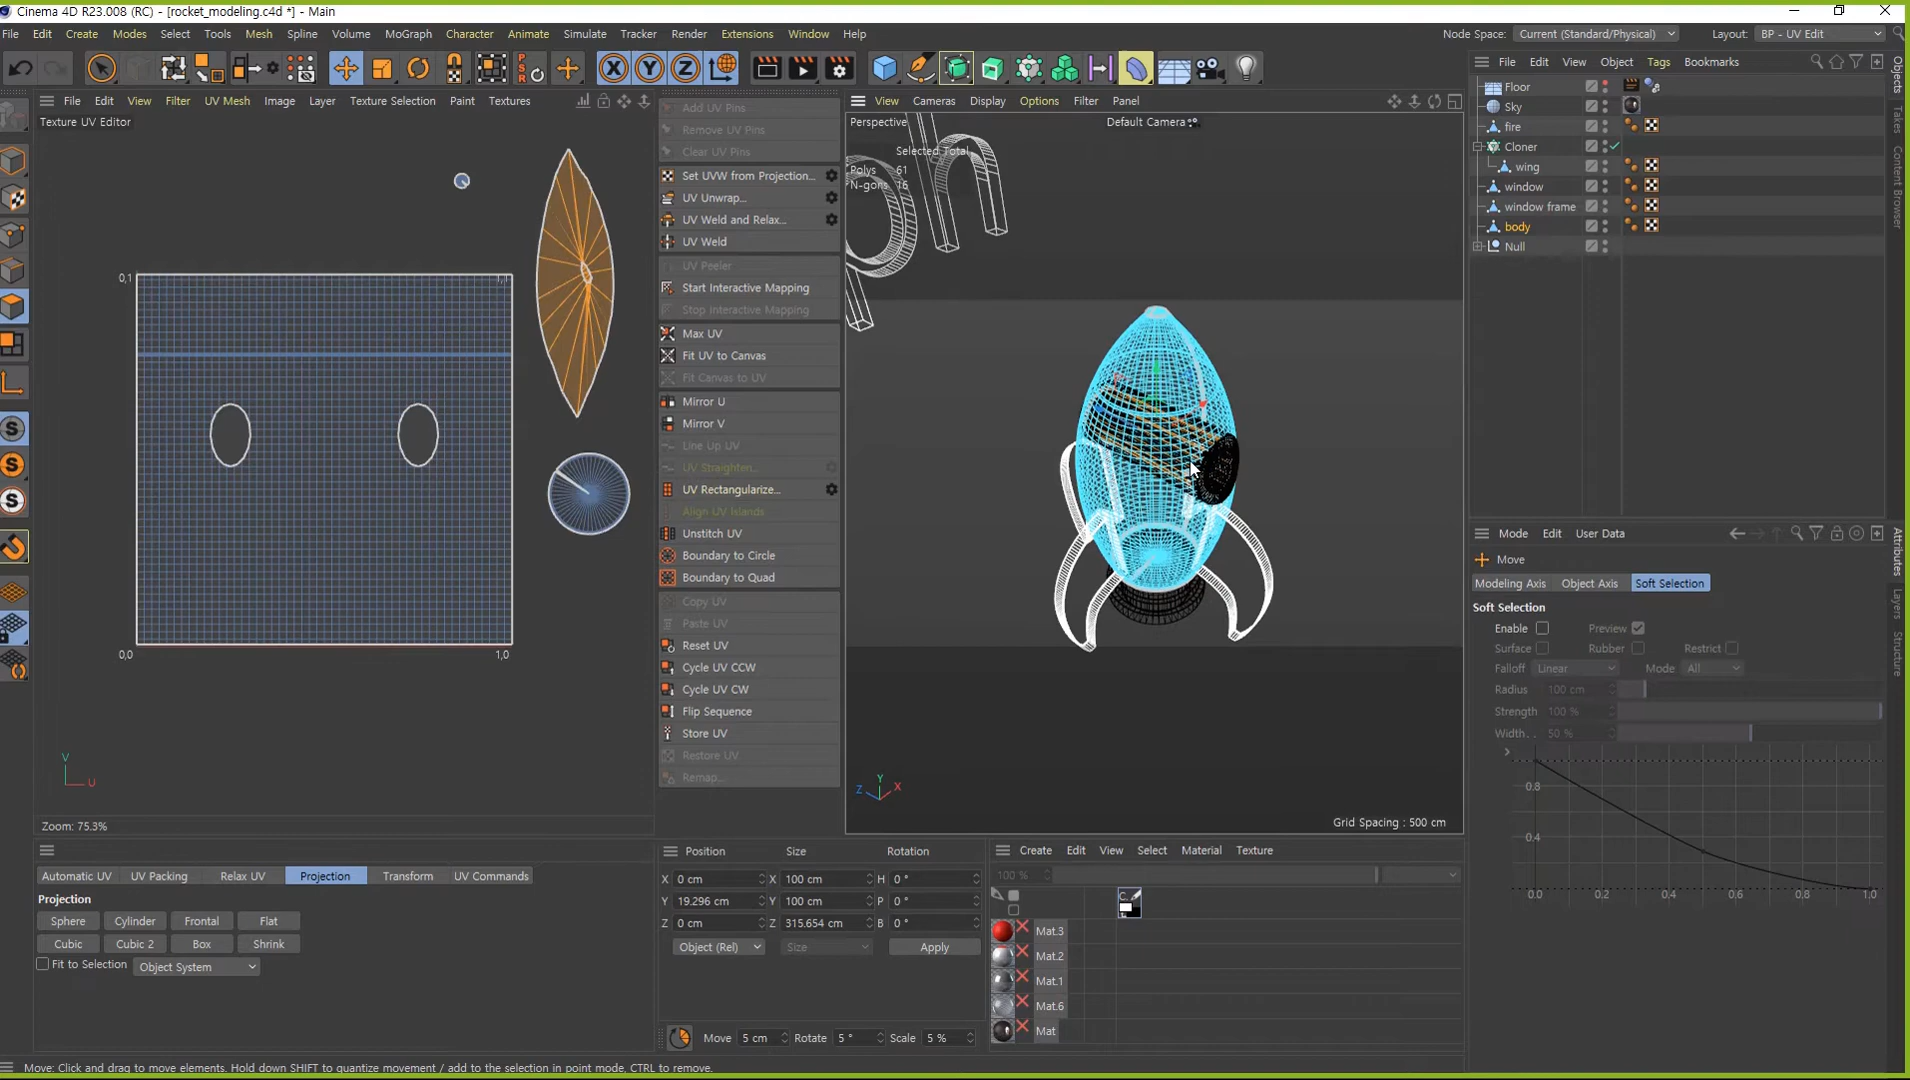 Cinema 4D R23.008 (RC) - [rocket_modeling.c4d *] - Main
File Edit Create Modes Select Tools Mesh Spline Volume MoGraph Character Animate Simulate Tracker Render Extensions Window Help Node Space: Current (Standard/Physical) Layout: BP - UV Edit
File Edit View Filter UV Mesh Image Layer Texture Selection Paint Textures
Texture UV Editor
0,1
1,1
0,0
1,0
V
U
Zoom: 75.3%
Add UV Pins
Remove UV Pins
Clear UV Pins
Set UVW from Projection...
UV Unwrap...
UV Weld and Relax...
UV Weld
UV Peeler
Start Interactive Mapping
Stop Interactive Mapping
Max UV
Fit UV to Canvas
Fit Canvas to UV
Mirror U
Mirror V
Line Up UV
UV Straighten...
UV Rectangularize...
Align UV Islands
Unstitch UV
Boundary to Circle
Boundary to Quad
Copy UV
Paste UV
Reset UV
Cycle UV CCW
Cycle UV CW
Flip Sequence
Store UV
Restore UV
Remap...
View Cameras Display Options Filter Panel
Perspective
Default Camera
Selected Total
Polys 61
N-gons 16
Y
Z X
Grid Spacing : 500 cm
File Edit View Object Tags Bookmarks
Floor
Sky
fire
Cloner
wing
window
window frame
body
Null
Objects
Takes
Content Browser
Mode Edit User Data
Move
Modeling Axis Object Axis Soft Selection
Soft Selection
Enable Preview
Surface Rubber Restrict
Falloff Linear Mode All
Radius 100 cm
Strength 100 %
Width. . 50 %
0.8
0.4
0.0 0.2 0.4 0.6 0.8 1.0
Attributes
Layers
Structure
Automatic UV UV Packing Relax UV Projection Transform UV Commands
Projection
Sphere Cylinder Frontal Flat
Cubic Cubic 2 Box Shrink
Fit to Selection Object System
Position Size Rotation
X 0 cm X 100 cm H 0 °
Y 19.296 cm Y 100 cm P 0 °
Z 0 cm Z 315.654 cm B 0 °
Object (Rel) Size Apply
Move 5 cm Rotate 5 ° Scale 5 %
Create Edit View Select Material Texture
100 %
Mat.3
Mat.2
Mat.1
Mat.6
Mat
Move: Click and drag to move elements. Hold down SHIFT to quantize movement / add to the selection in point mode, CTRL to remove.